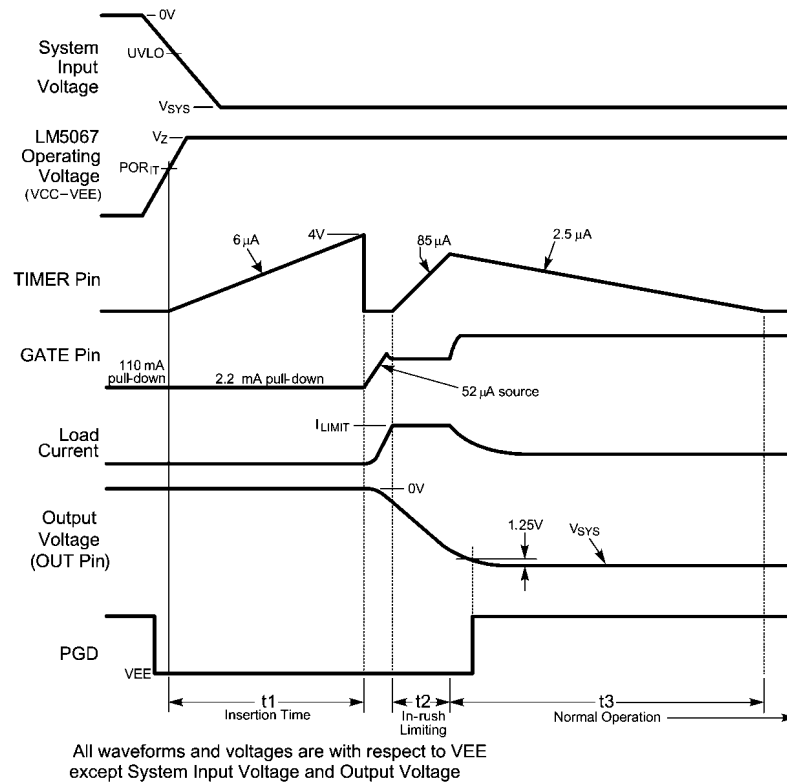 0V
System
Input
Voltage
UVLO
VSYS
LM5067
Operating
Voltage
(VCC-VEE)
VZ
PORIT
TIMER Pin
6 µA
4V
85 µA
2.5 µA
GATE Pin
110 mA
pull-down
2.2 mA pull-down
52 µA source
Load
Current
ILIMIT
Output
Voltage
(OUT Pin)
0V
1.25V
VSYS
PGD
VEE
t1
Insertion Time
t2
In-rush
Limiting
t3
Normal Operation
All waveforms and voltages are with respect to VEE
except System Input Voltage and Output Voltage